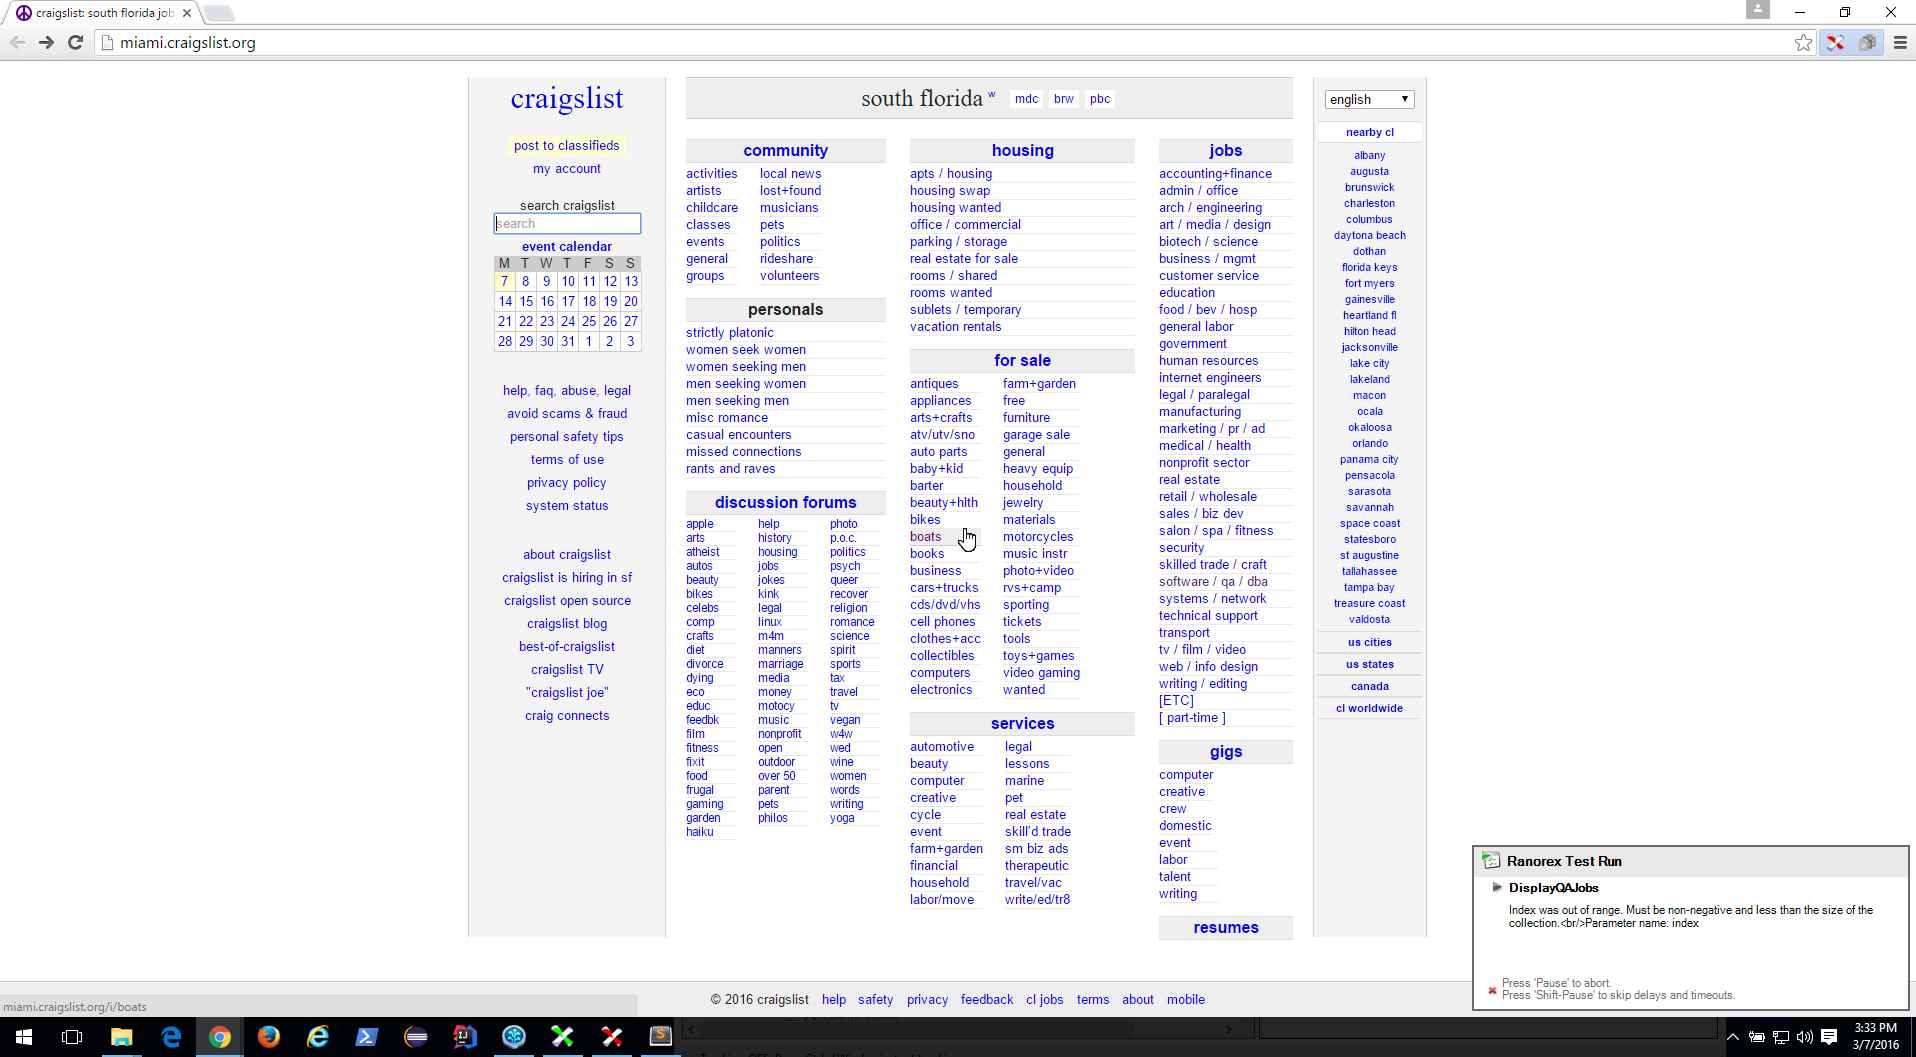 craigslist: south florida job
miami.craigslist.org
craigslist
post to classifieds
my account
search craigslist
search
event calendar
M T W T F S S
7 8 9 10 11 12 13
14 15 16 17 18 19 20
21 22 23 24 25 26 27
28 29 30 31 1 2 3
help, faq, abuse, legal
avoid scams & fraud
personal safety tips
terms of use
privacy policy
system status
about craigslist
craigslist is hiring in sf
craigslist open source
craigslist blog
best-of-craigslist
craigslist TV
"craigslist joe"
craig connects
south florida w mdc brw pbc
community
activities local news
artists lost+found
childcare musicians
classes pets
events politics
general rideshare
groups volunteers
personals
strictly platonic
women seek women
women seeking men
men seeking women
men seeking men
misc romance
casual encounters
missed connections
rants and raves
discussion forums
apple help photo
arts history p.o.c.
atheist housing politics
autos jobs psych
beauty jokes queer
bikes kink recover
celebs legal religion
comp linux romance
crafts m4m science
diet manners spirit
divorce marriage sports
dying media tax
eco money travel
educ motocy tv
feedbk music vegan
film nonprofit w4w
fitness open wed
fixit outdoor wine
food over 50 women
frugal parent words
gaming pets writing
garden philos yoga
haiku
housing
apts / housing
housing swap
housing wanted
office / commercial
parking / storage
real estate for sale
rooms / shared
rooms wanted
sublets / temporary
vacation rentals
for sale
antiques farm+garden
appliances free
arts+crafts furniture
atv/utv/sno garage sale
auto parts general
baby+kid heavy equip
barter household
beauty+hlth jewelry
bikes materials
boats motorcycles
books music instr
business photo+video
cars+trucks rvs+camp
cds/dvd/vhs sporting
cell phones tickets
clothes+acc tools
collectibles toys+games
computers video gaming
electronics wanted
services
automotive legal
beauty lessons
computer marine
creative pet
cycle real estate
event skill'd trade
farm+garden sm biz ads
financial therapeutic
household travel/vac
labor/move write/ed/tr8
jobs
accounting+finance
admin / office
arch / engineering
art / media / design
biotech / science
business / mgmt
customer service
education
food / bev / hosp
general labor
government
human resources
internet engineers
legal / paralegal
manufacturing
marketing / pr / ad
medical / health
nonprofit sector
real estate
retail / wholesale
sales / biz dev
salon / spa / fitness
security
skilled trade / craft
software / qa / dba
systems / network
technical support
transport
tv / film / video
web / info design
writing / editing
[ETC]
[ part-time ]
gigs
computer
creative
crew
domestic
event
labor
talent
writing
resumes
english
nearby cl
albany
augusta
brunswick
charleston
columbus
daytona beach
dothan
florida keys
fort myers
gainesville
heartland fl
hilton head
jacksonville
lake city
lakeland
macon
ocala
okaloosa
orlando
panama city
pensacola
sarasota
savannah
space coast
statesboro
st augustine
tallahassee
tampa bay
treasure coast
valdosta
us cities
us states
canada
cl worldwide
Ranorex Test Run
DisplayQAJobs
Index was out of range. Must be non-negative and less than the size of the
collection.<br/>Parameter name: index
Press 'Pause' to abort.
Press 'Shift-Pause' to skip delays and timeouts.
© 2016 craigslist help safety privacy feedback cl jobs terms about mobile
miami.craigslist.org/i/boats
3:33 PM
3/7/2016